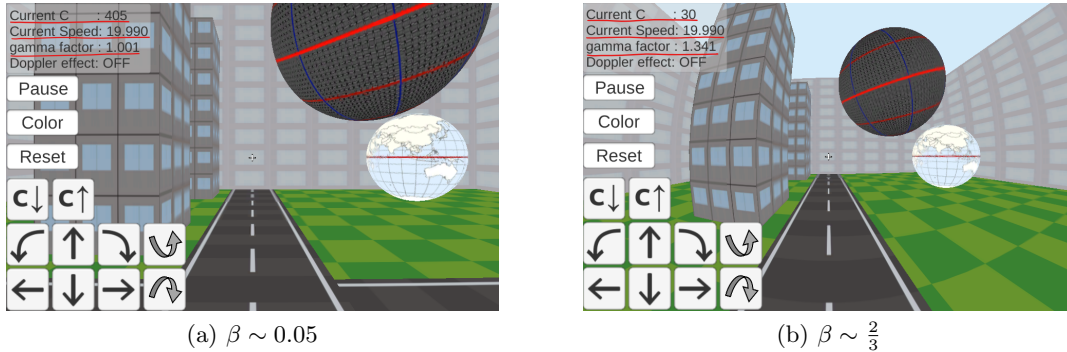 Current C : 405
Current Speed: 19.990
gamma factor : 1.001
Doppler effect: OFF
Pause
Color
Reset
C↓ C↑
(a) β ∼ 0.05
Current C : 30
Current Speed: 19.990
gamma factor : 1.341
Doppler effect: OFF
Pause
Color
Reset
C↓ C↑
(b) β ∼ 2/3